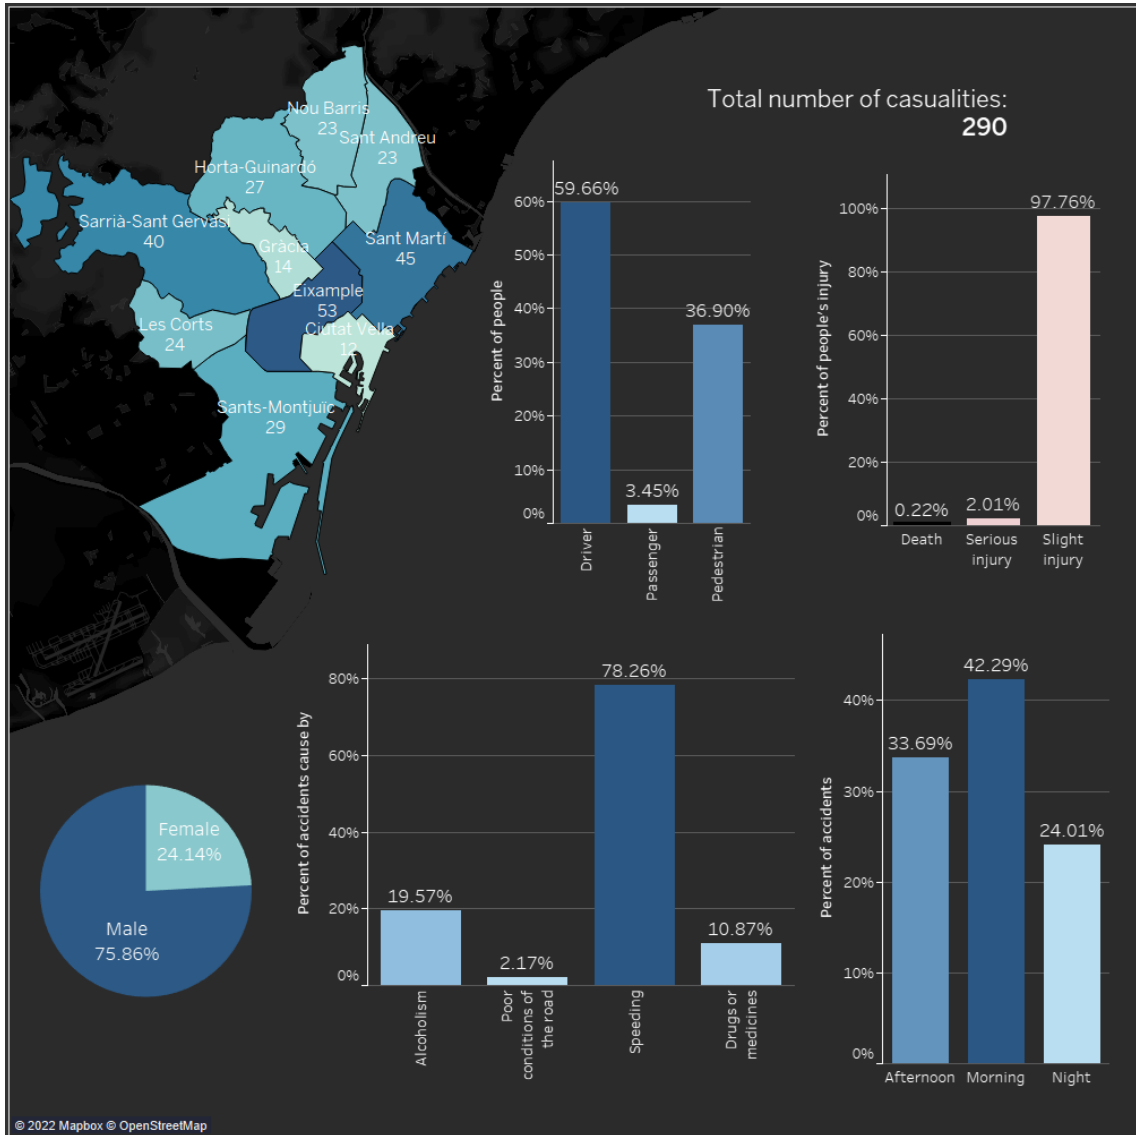 Nou Barris
23
Sant Andreu
23
Horta-Guinardó
27
Sarrià-Sant Gervasi
40
Gràcia
14
Sant Martí
45
Eixample
53
Ciutat Vella
12
Les Corts
24
Sants-Montjuïc
29
Total number of casualities:
290
Percent of people
60%
50%
40%
30%
20%
10%
0%
59.66%
3.45%
36.90%
Driver
Passenger
Pedestrian
Percent of people's injury
100%
80%
60%
40%
20%
0%
0.22%
2.01%
97.76%
Death
Serious
injury
Slight
injury
Female
24.14%
Male
75.86%
Percent of accidents cause by
80%
60%
40%
20%
0%
19.57%
2.17%
78.26%
10.87%
Alcoholism
Poor
conditions of
the road
Speeding
Drugs or
medicines
Percent of accidents
40%
30%
20%
10%
0%
33.69%
42.29%
24.01%
Afternoon
Morning
Night
© 2022 Mapbox © OpenStreetMap